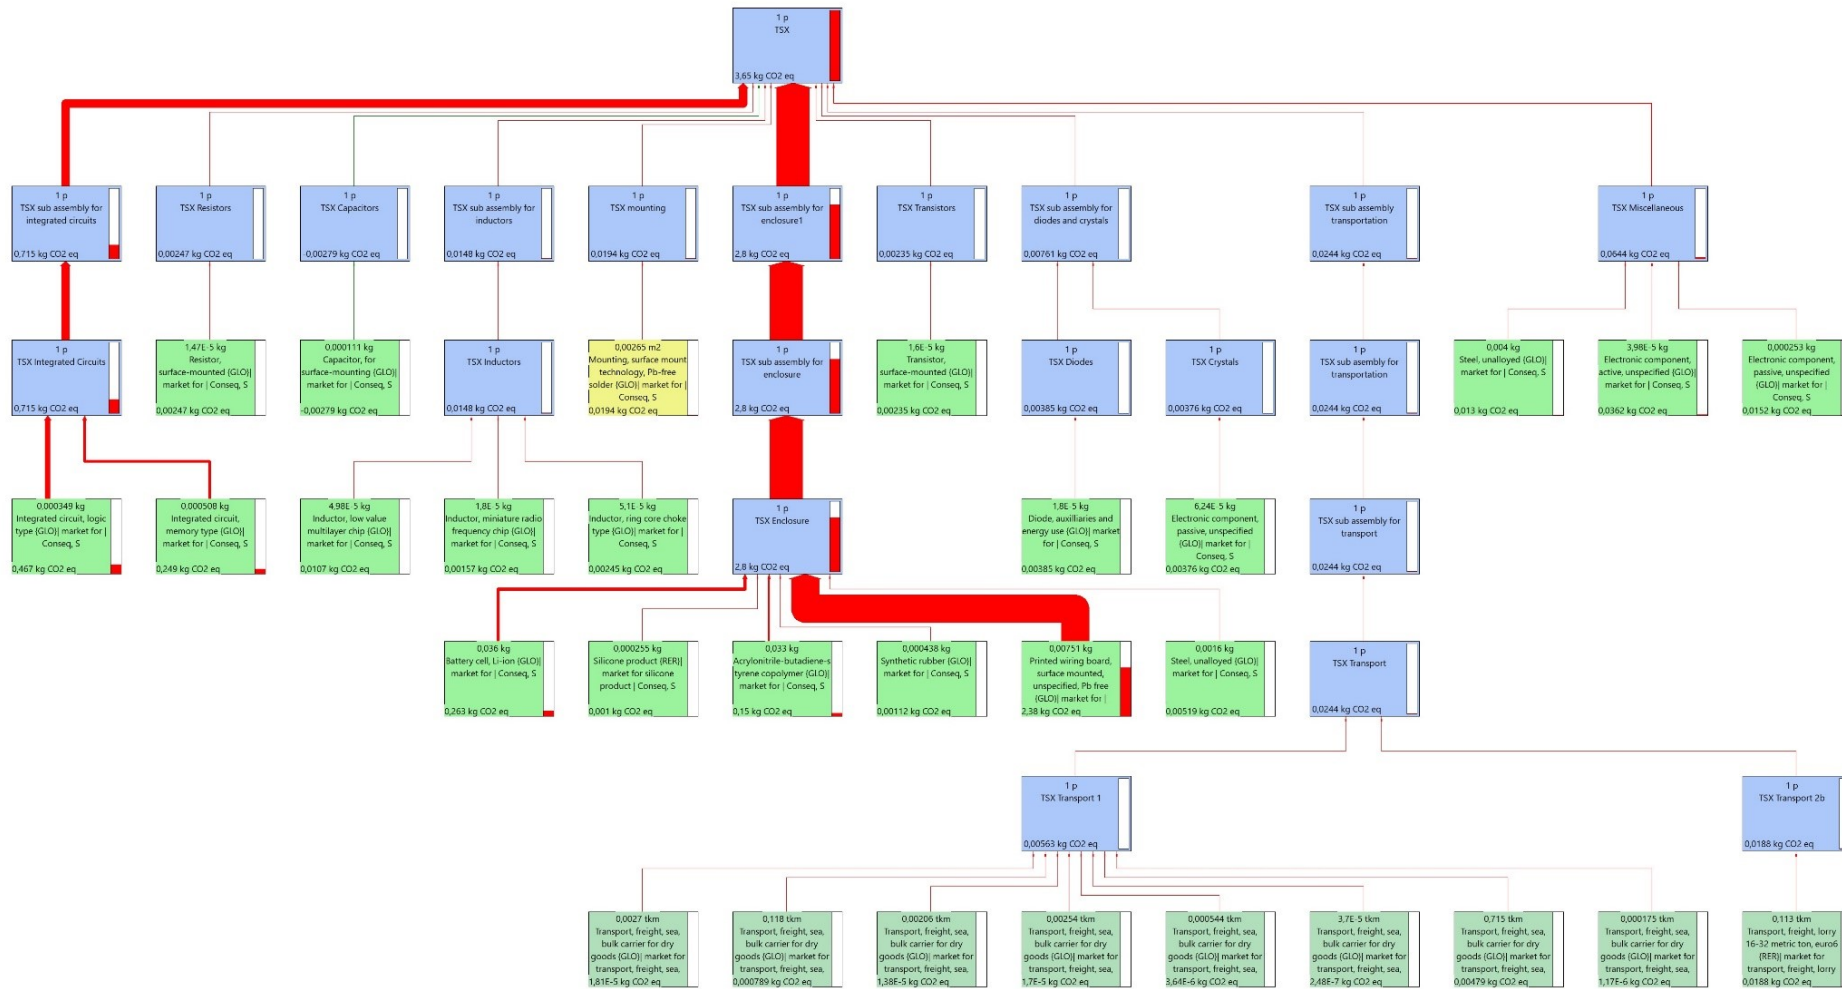 1 p
TSX
3,65 kg CO2 eq
1 p
TSX sub assembly for
integrated circuits
0,715 kg CO2 eq
1 p
TSX Resistors
0,00247 kg CO2 eq
1 p
TSX Capacitors
-0,00279 kg CO2 eq
1 p
TSX sub assembly for
inductors
0,0148 kg CO2 eq
1 p
TSX mounting
0,0194 kg CO2 eq
1 p
TSX sub assembly for
enclosure1
2,8 kg CO2 eq
1 p
TSX Transistors
0,00235 kg CO2 eq
1 p
TSX sub assembly for
diodes and crystals
0,00761 kg CO2 eq
1 p
TSX sub assembly
transportation
0,0244 kg CO2 eq
1 p
TSX Miscellaneous
0,0644 kg CO2 eq
1 p
TSX Integrated Circuits
0,715 kg CO2 eq
1,47E-5 kg
Resistor,
surface-mounted {GLO}|
market for | Conseq, S
0,00247 kg CO2 eq
0,000111 kg
Capacitor, for
surface-mounting {GLO}|
market for | Conseq, S
-0,00279 kg CO2 eq
1 p
TSX Inductors
0,0148 kg CO2 eq
0,00265 m2
Mounting, surface mount
technology, Pb-free
solder {GLO}| market for |
Conseq, S
0,0194 kg CO2 eq
1 p
TSX sub assembly for
enclosure
2,8 kg CO2 eq
1,6E-5 kg
Transistor,
surface-mounted {GLO}|
market for | Conseq, S
0,00235 kg CO2 eq
1 p
TSX Diodes
0,00385 kg CO2 eq
1 p
TSX Crystals
0,00376 kg CO2 eq
1 p
TSX sub asembly for
transportation
0,0244 kg CO2 eq
0,004 kg
Steel, unalloyed {GLO}|
market for | Conseq, S
0,013 kg CO2 eq
3,98E-5 kg
Electronic component,
active, unspecified {GLO}|
market for | Conseq, S
0,0362 kg CO2 eq
0,000253 kg
Electronic component,
passive, unspecified
{GLO}| market for |
Conseq, S
0,0152 kg CO2 eq
0,000349 kg
Integrated circuit, logic
type {GLO}| market for |
Conseq, S
0,467 kg CO2 eq
0,000508 kg
Integrated circuit,
memory type {GLO}|
market for | Conseq, S
0,249 kg CO2 eq
4,98E-5 kg
Inductor, low value
multilayer chip {GLO}|
market for | Conseq, S
0,0107 kg CO2 eq
1,8E-5 kg
Inductor, miniature radio
frequency chip {GLO}|
market for | Conseq, S
0,00157 kg CO2 eq
5,1E-5 kg
Inductor, ring core choke
type {GLO}| market for |
Conseq, S
0,00245 kg CO2 eq
1 p
TSX Enclosure
2,8 kg CO2 eq
1,8E-5 kg
Diode, auxilliaries and
energy use {GLO}| market
for | Conseq, S
0,00385 kg CO2 eq
6,24E-5 kg
Electronic component,
passive, unspecified
{GLO}| market for |
Conseq, S
0,00376 kg CO2 eq
1 p
TSX sub assembly for
transport
0,0244 kg CO2 eq
0,036 kg
Battery cell, Li-ion {GLO}|
market for | Conseq, S
0,263 kg CO2 eq
0,000255 kg
Silicone product {RER}|
market for silicone
product | Conseq, S
0,001 kg CO2 eq
0,033 kg
Acrylonitrile-butadiene-s
tyrene copolymer {GLO}|
market for | Conseq, S
0,15 kg CO2 eq
0,000438 kg
Synthetic rubber {GLO}|
market for | Conseq, S
0,00112 kg CO2 eq
0,00751 kg
Printed wiring board,
surface mounted,
unspecified, Pb free
{GLO}| market for |
2,38 kg CO2 eq
0,0016 kg
Steel, unalloyed {GLO}|
market for | Conseq, S
0,00519 kg CO2 eq
1 p
TSX Transport
0,0244 kg CO2 eq
1 p
TSX Transport 1
0,00563 kg CO2 eq
1 p
TSX Transport 2b
0,0188 kg CO2 eq
0,0027 tkm
Transport, freight, sea,
bulk carrier for dry
goods {GLO}| market for
transport, freight, sea,
1,81E-5 kg CO2 eq
0,118 tkm
Transport, freight, sea,
bulk carrier for dry
goods {GLO}| market for
transport, freight, sea,
0,000789 kg CO2 eq
0,00206 tkm
Transport, freight, sea,
bulk carrier for dry
goods {GLO}| market for
transport, freight, sea,
1,38E-5 kg CO2 eq
0,00254 tkm
Transport, freight, sea,
bulk carrier for dry
goods {GLO}| market for
transport, freight, sea,
1,7E-5 kg CO2 eq
0,000544 tkm
Transport, freight, sea,
bulk carrier for dry
goods {GLO}| market for
transport, freight, sea,
3,64E-6 kg CO2 eq
3,7E-5 tkm
Transport, freight, sea,
bulk carrier for dry
goods {GLO}| market for
transport, freight, sea,
2,48E-7 kg CO2 eq
0,715 tkm
Transport, freight, sea,
bulk carrier for dry
goods {GLO}| market for
transport, freight, sea,
0,00479 kg CO2 eq
0,000175 tkm
Transport, freight, sea,
bulk carrier for dry
goods {GLO}| market for
transport, freight, sea,
1,17E-6 kg CO2 eq
0,113 tkm
Transport, freight, lorry
16-32 metric ton, euro6
{RER}| market for
transport, freight, lorry
0,0188 kg CO2 eq